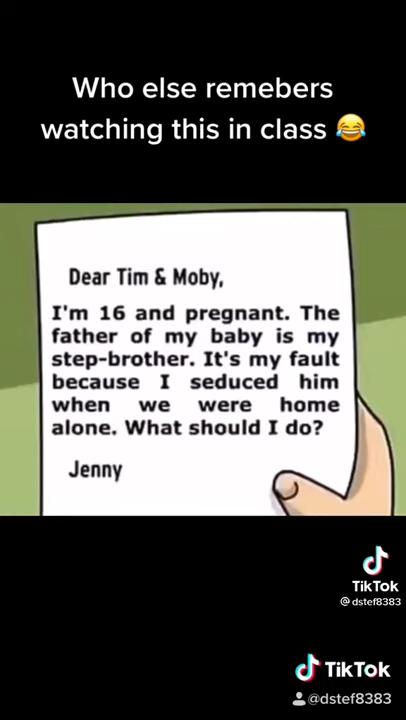 Who else remebers
watching this in class 😂
Dear Tim & Moby,
I'm 16 and pregnant. The
father of my baby is my
step-brother. It's my fault
because I seduced him
when we were home
alone. What should I do?
Jenny
TikTok
@dstef8383
TikTok
@dstef8383